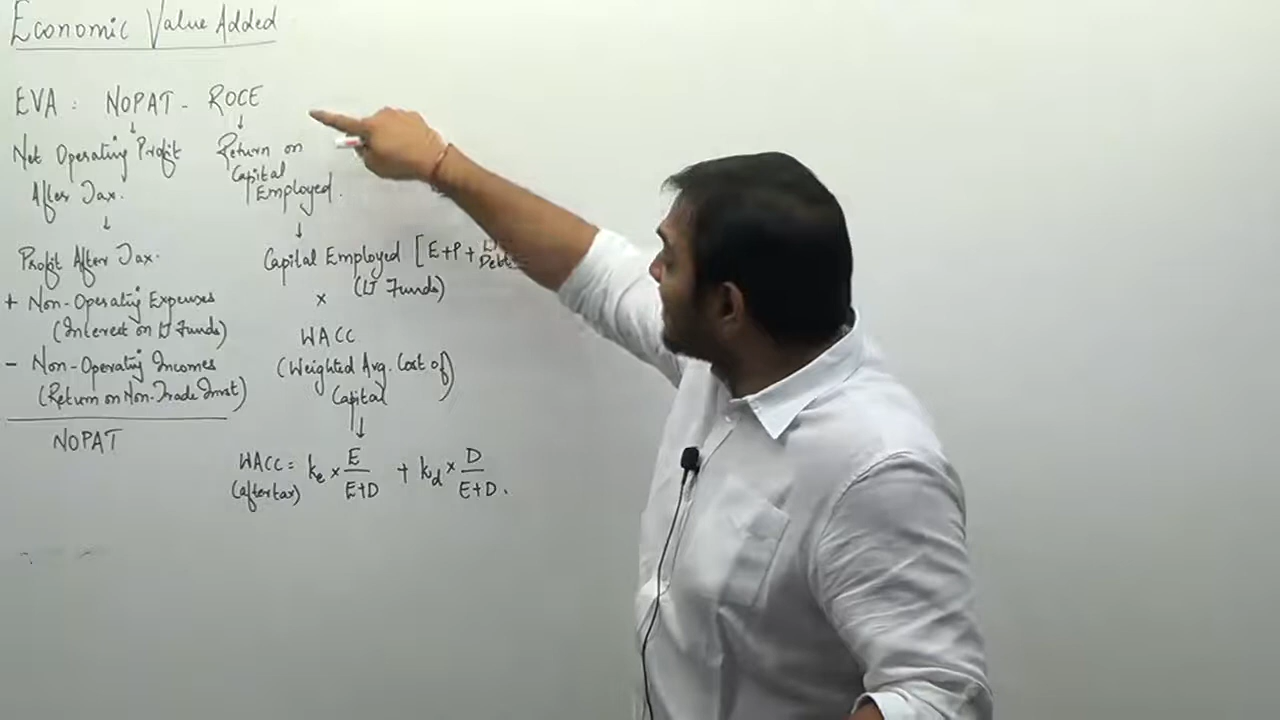 Economic Value Added
EVA : NOPAT - ROCE
Net Operating Profit
After Tax.
Return on
Capital
Employed.
Profit After Tax.
+ Non-Operating Expenses
(Interest on LT Funds)
- Non-Operating Incomes
(Return on Non-Trade Invst)
NOPAT
Capital Employed [E+P+
Debt
(LT Funds)
×
WACC
(Weighted Avg. Cost of
Capital)
WACC = ke × E/E+D + kd × D/E+D.
(aftertax)